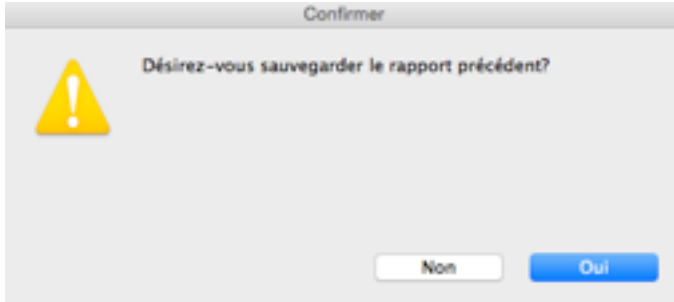 Confirmer
Désirez-vous sauvegarder le rapport précédent?
Non
Oui